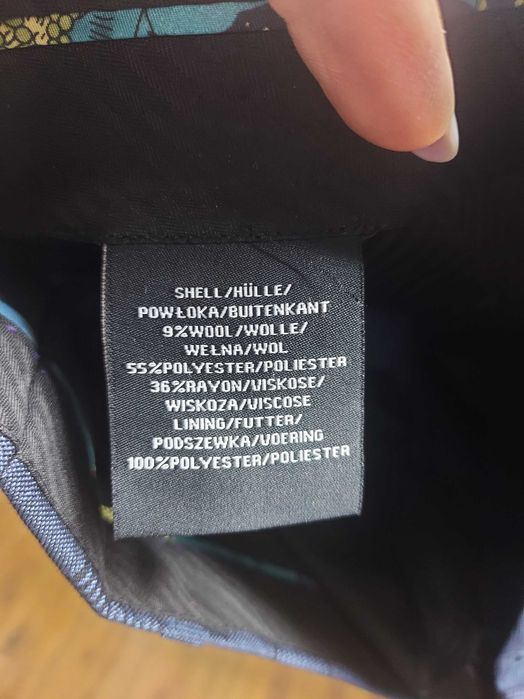 SHELL/HÜLLE/
POWŁOKA/BUITENKANT
9%WOOL/WOLLE/
WEŁNA/WOL
55%POLYESTER/POLIESTER
36%RAYON/VISKOSE/
WISKOZA/VISCOSE
LINING/FUTTER/
PODSZEWKA/VOERING
100%POLYESTER/POLIESTER